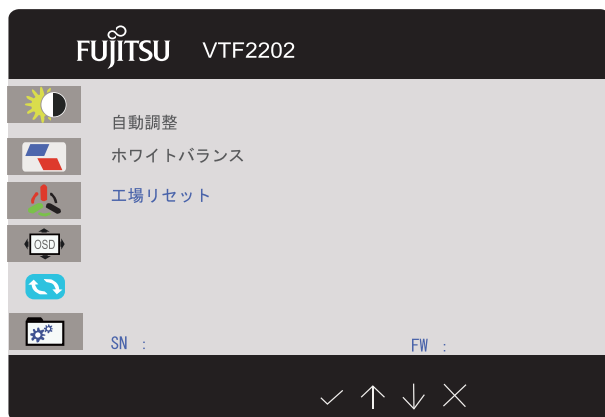 FUJITSU VTF2202
自動調整
ホワイトバランス
工場リセット
OSD
SN : FW :